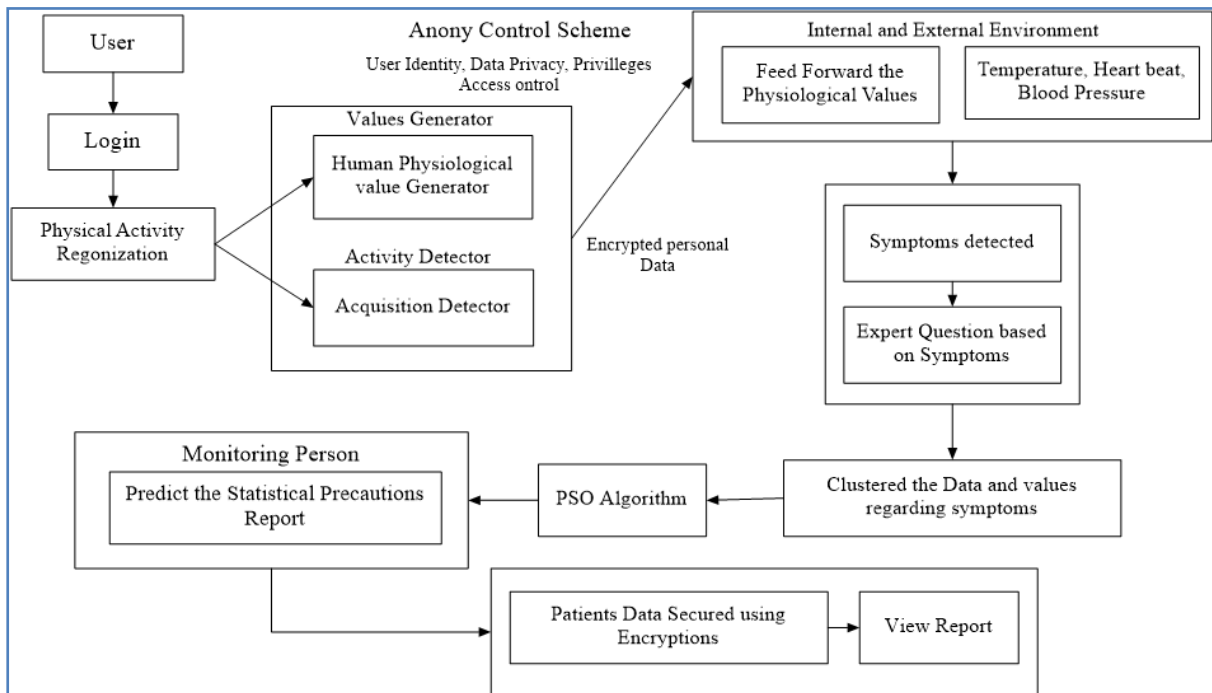 User
Login
Physical Activity
Regonization
Anony Control Scheme
User Identity, Data Privacy, Privilleges
Access ontrol
Values Generator
Human Physiological
value Generator
Activity Detector
Acquisition Detector
Encrypted personal
Data
Internal and External Environment
Feed Forward the
Physiological Values
Temperature, Heart beat,
Blood Pressure
Symptoms detected
Expert Question based
on Symptoms
Clustered the Data and values
regarding symptoms
PSO Algorithm
Monitoring Person
Predict the Statistical Precautions
Report
Patients Data Secured using
Encryptions
View Report